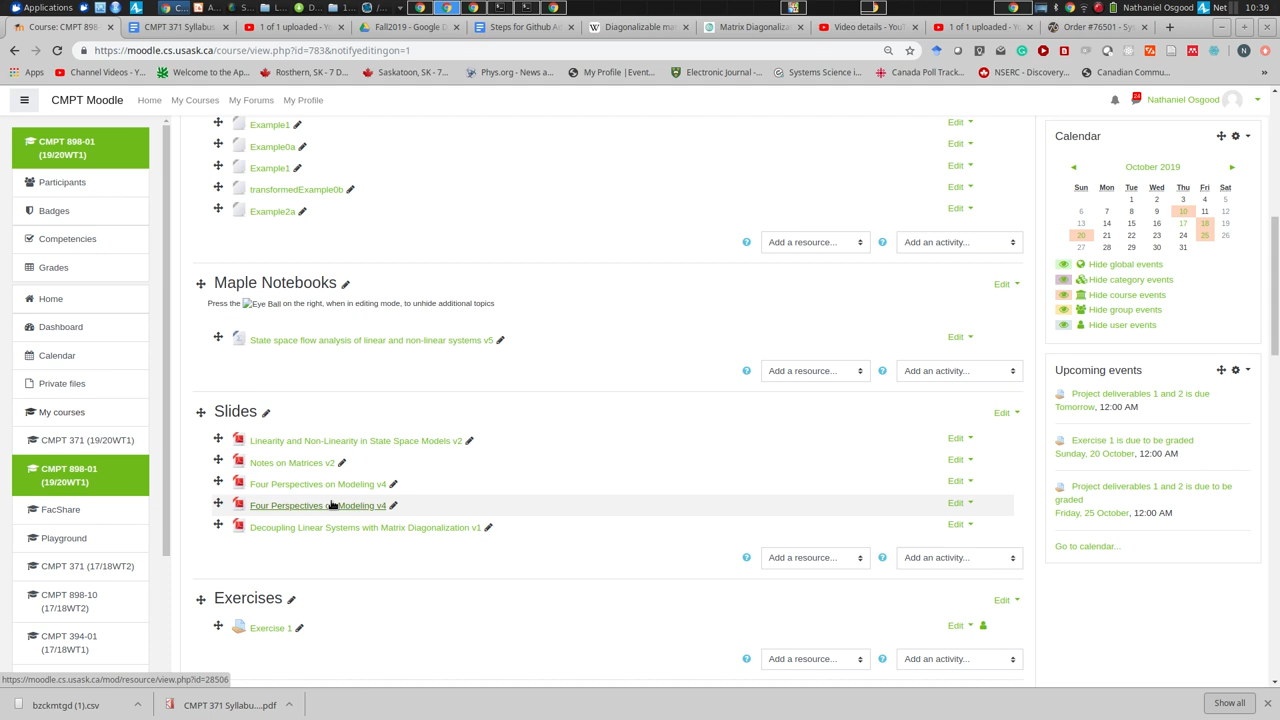 Applications
Nathaniel Osgood
Net
10:39
Course: CMPT 898-
CMPT 371 Syllabus
1 of 1 uploaded - Yo
Fall2019 - Google D
Steps for Github Ac
Diagonalizable mat
Matrix Diagonaliza
Video details - YouT
1 of 1 uploaded - Yo
Order #76501 - Sys
https://moodle.cs.usask.ca/course/view.php?id=783&notifyeditingon=1
Apps
Channel Videos - Y...
Welcome to the Ap...
Rosthern, SK - 7 D...
Saskatoon, SK - 7...
Phys.org - News a...
My Profile |Event...
Electronic Journal -...
Systems Science i...
Canada Poll Track...
NSERC - Discovery...
Canadian Commu...
»
CMPT Moodle
Home
My Courses
My Forums
My Profile
24
Nathaniel Osgood
CMPT 898-01
(19/20WT1)
Participants
Badges
Competencies
Grades
Home
Dashboard
Calendar
Private files
My courses
CMPT 371 (19/20WT1)
CMPT 898-01
(19/20WT1)
FacShare
Playground
CMPT 371 (17/18WT2)
CMPT 898-10
(17/18WT2)
CMPT 394-01
(17/18WT1)
Example1
Edit
Example0a
Edit
Example1
Edit
transformedExample0b
Edit
Example2a
Edit
Add a resource...
Add an activity...
Maple Notebooks
Edit
Press the Eye Ball on the right, when in editing mode, to unhide additional topics
State space flow analysis of linear and non-linear systems v5
Edit
Add a resource...
Add an activity...
Slides
Edit
Linearity and Non-Linearity in State Space Models v2
Edit
Notes on Matrices v2
Edit
Four Perspectives on Modeling v4
Edit
Four Perspectives on Modeling v4
Edit
Decoupling Linear Systems with Matrix Diagonalization v1
Edit
Add a resource...
Add an activity...
Exercises
Edit
Exercise 1
Edit
Add a resource...
Add an activity...
Calendar
◄ October 2019 ►
Sun Mon Tue Wed Thu Fri Sat
1 2 3 4 5
6 7 8 9 10 11 12
13 14 15 16 17 18 19
20 21 22 23 24 25 26
27 28 29 30 31
Hide global events
Hide category events
Hide course events
Hide group events
Hide user events
Upcoming events
Project deliverables 1 and 2 is due
Tomorrow, 12:00 AM
Exercise 1 is due to be graded
Sunday, 20 October, 12:00 AM
Project deliverables 1 and 2 is due to be
graded
Friday, 25 October, 12:00 AM
Go to calendar...
https://moodle.cs.usask.ca/mod/resource/view.php?id=28506
bzckmtgd (1).csv
CMPT 371 Syllabu....pdf
Show all